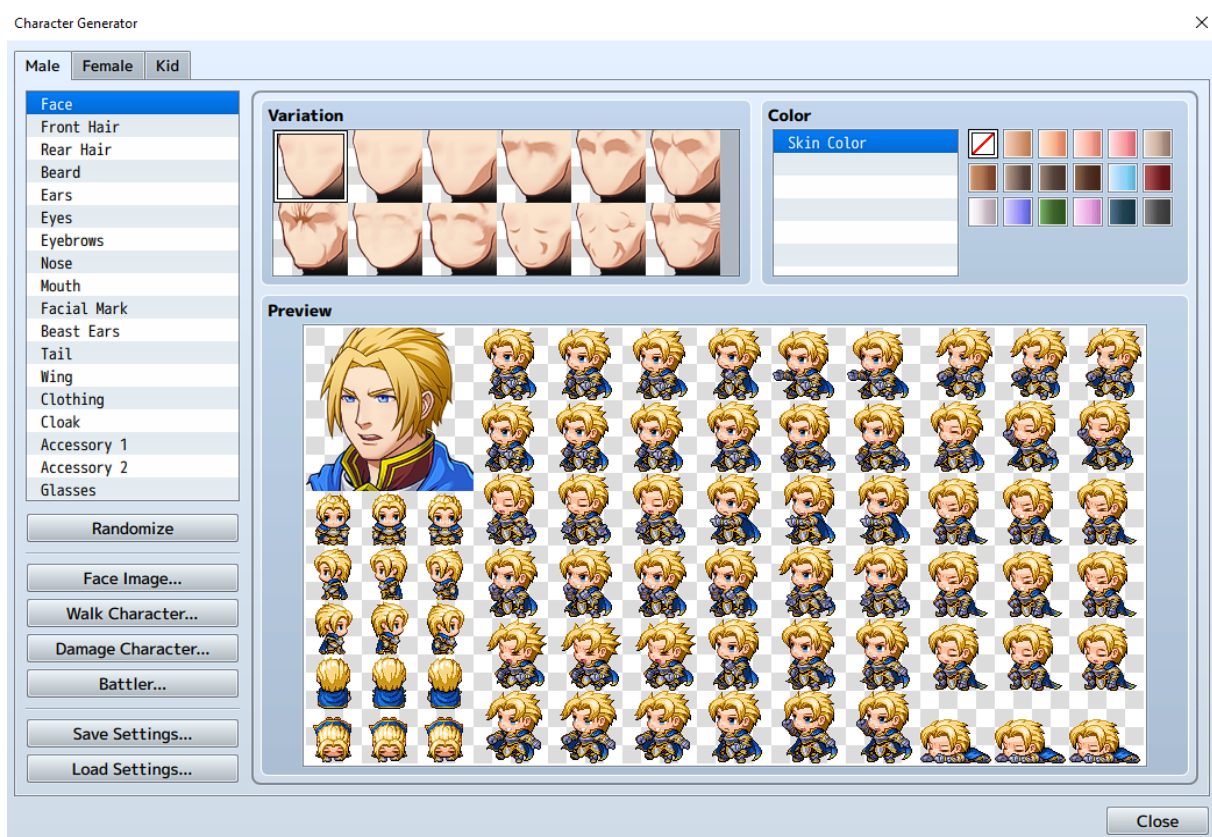 Character Generator
Male Female Kid
Face
Front Hair
Rear Hair
Beard
Ears
Eyes
Eyebrows
Nose
Mouth
Facial Mark
Beast Ears
Tail
Wing
Clothing
Cloak
Accessory 1
Accessory 2
Glasses
Randomize
Face Image...
Walk Character...
Damage Character...
Battler...
Save Settings...
Load Settings...
Variation
Color
Skin Color
Preview
Close